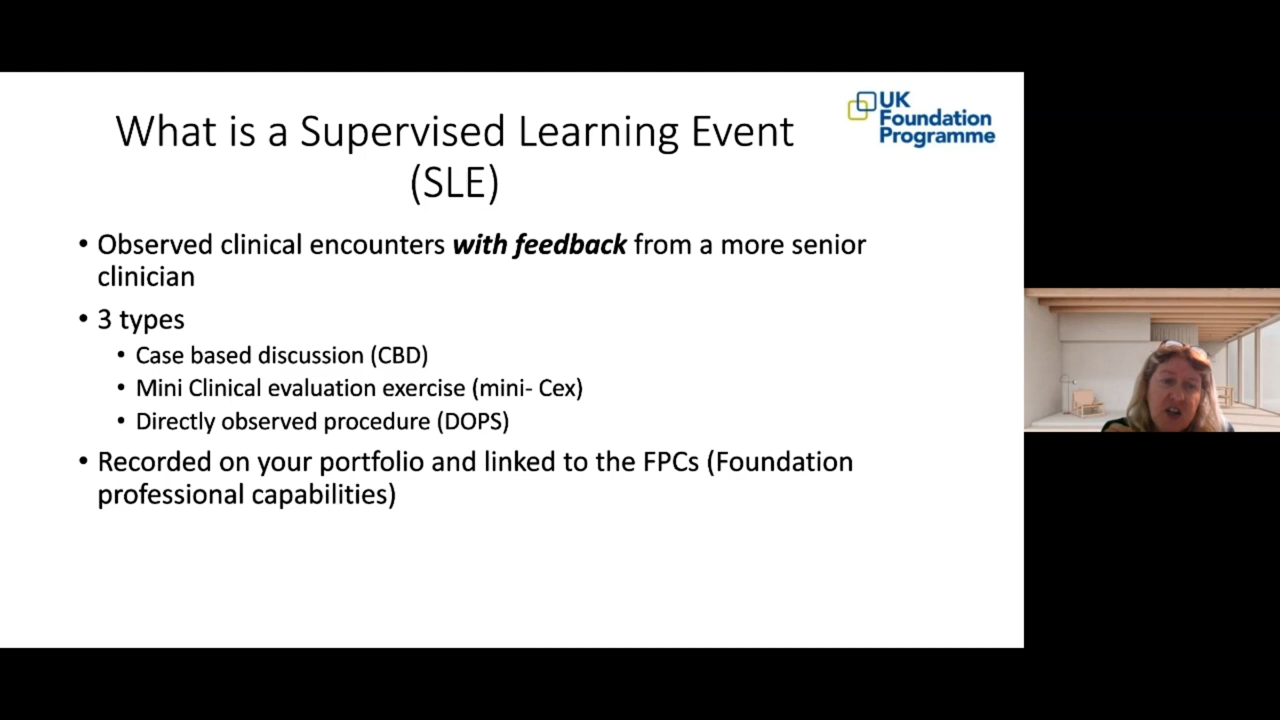 What is a Supervised Learning Event
(SLE)
UK
Foundation
Programme
• Observed clinical encounters with feedback from a more senior
clinician
• 3 types
• Case based discussion (CBD)
• Mini Clinical evaluation exercise (mini- Cex)
• Directly observed procedure (DOPS)
• Recorded on your portfolio and linked to the FPCs (Foundation
professional capabilities)